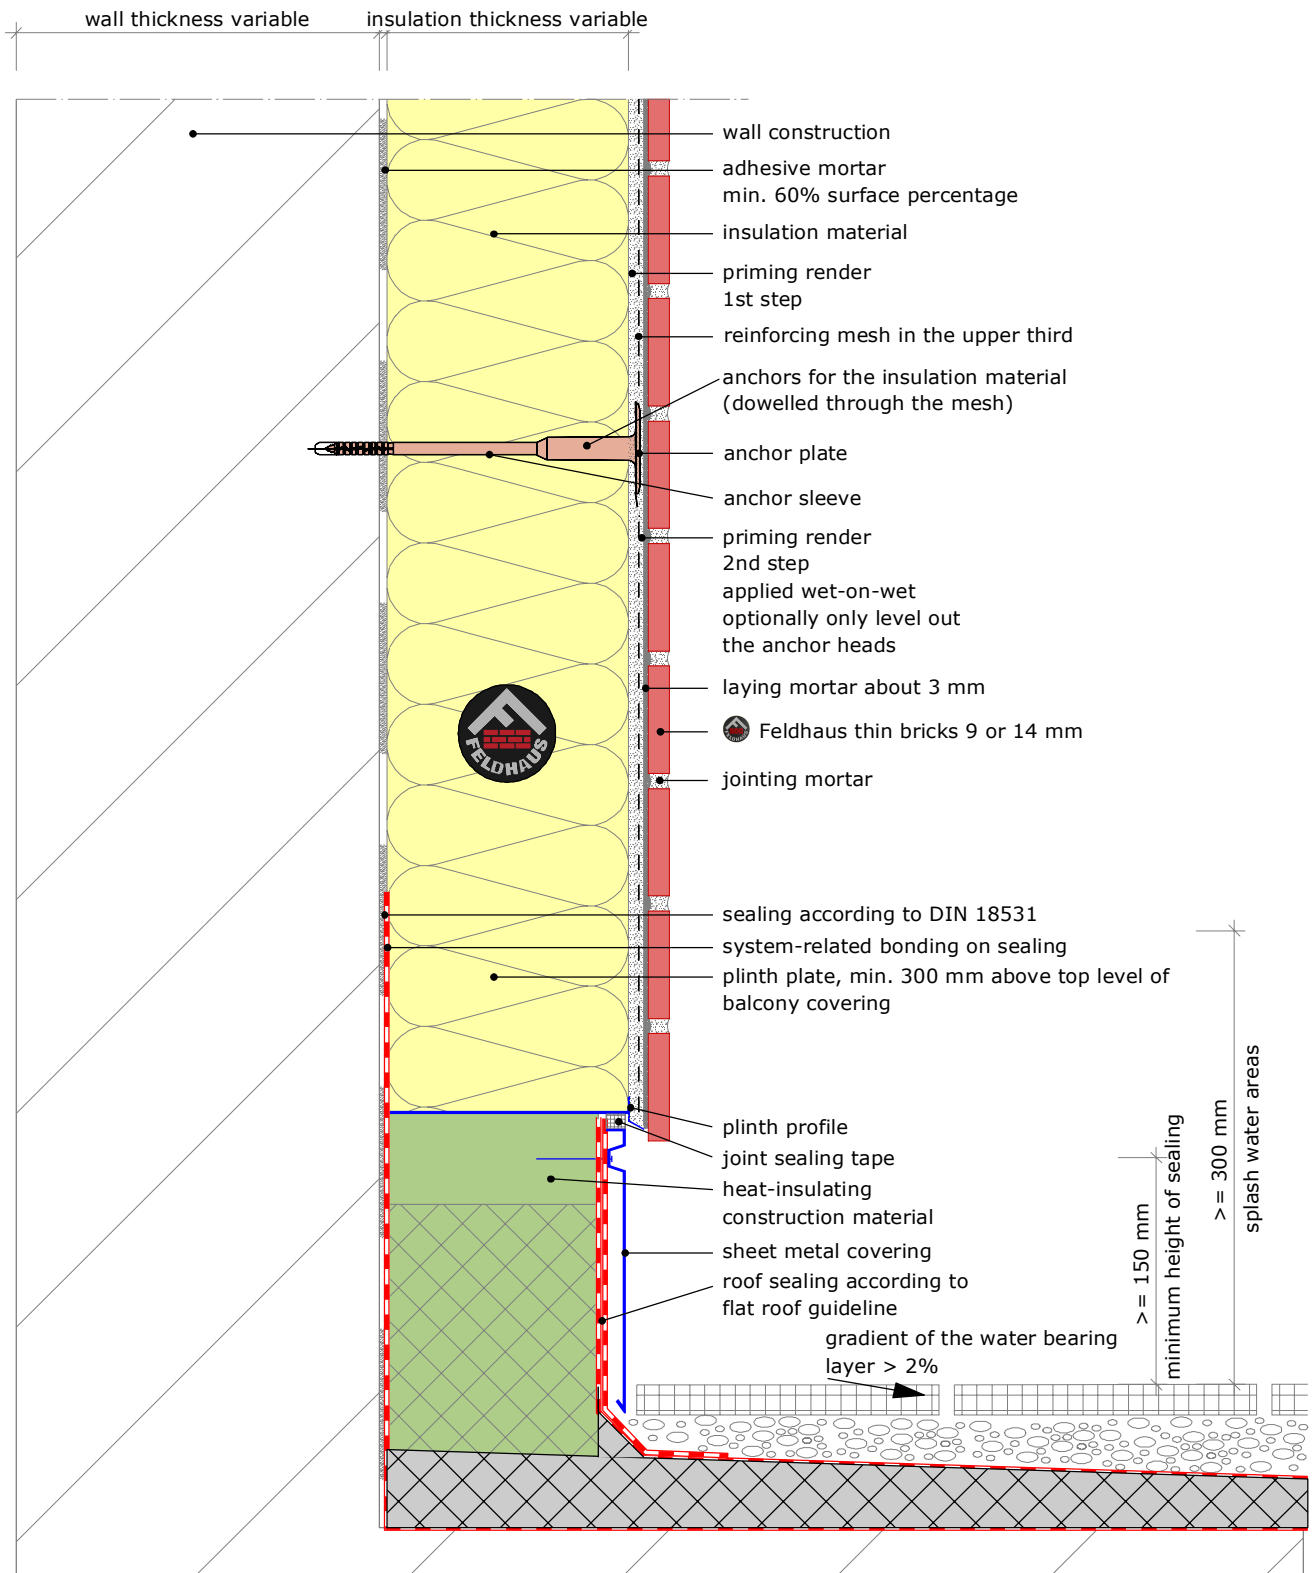 wall thickness variable
insulation thickness variable
wall construction
adhesive mortar
min. 60% surface percentage
insulation material
priming render
1st step
reinforcing mesh in the upper third
anchors for the insulation material
(dowelled through the mesh)
anchor plate
anchor sleeve
priming render
2nd step
applied wet-on-wet
optionally only level out
the anchor heads
laying mortar about 3 mm
FELDHAUS
Feldhaus thin bricks 9 or 14 mm
jointing mortar
sealing according to DIN 18531
system-related bonding on sealing
plinth plate, min. 300 mm above top level of
balcony covering
plinth profile
joint sealing tape
heat-insulating
construction material
sheet metal covering
roof sealing according to
flat roof guideline
gradient of the water bearing
layer > 2%
>= 150 mm
minimum height of sealing
>= 300 mm
splash water areas